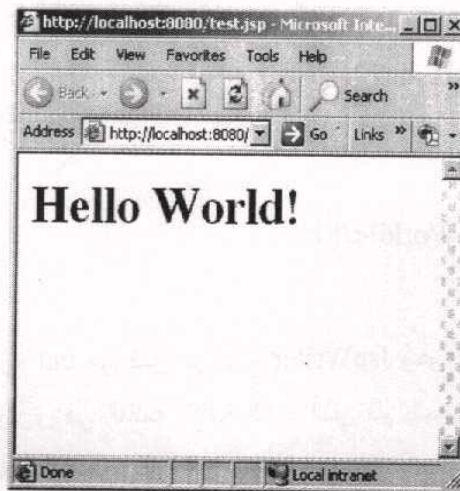 http://localhost:8080/test.jsp - Microsoft Inte...
File Edit View Favorites Tools Help
Back Search »
Address http://localhost:8080/ Go Links »
Hello World!
Done Local intranet